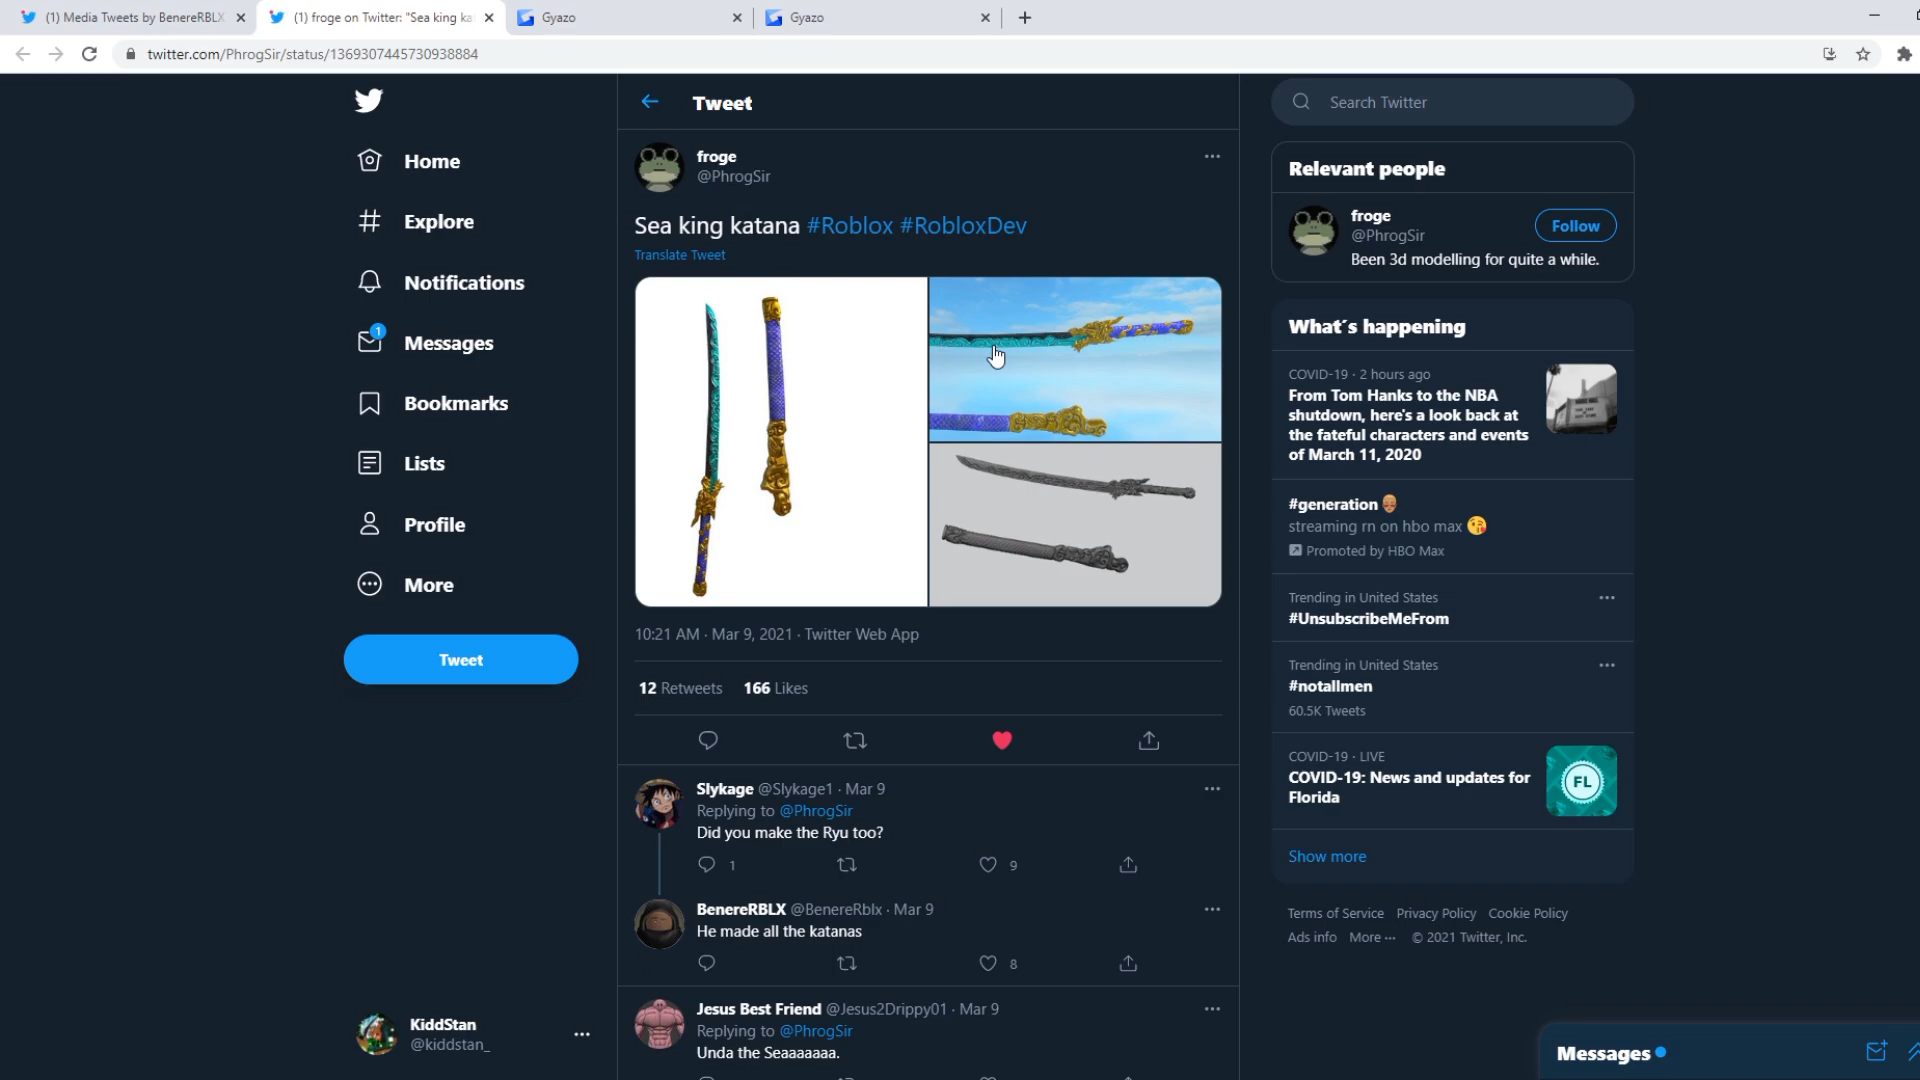 (1) Media Tweets by BenereRBLX
(1) froge on Twitter: "Sea king ka
Gyazo
Gyazo
twitter.com/PhrogSir/status/1369307445730938884
Home
Explore
Notifications
1
Messages
Bookmarks
Lists
Profile
More
Tweet
KiddStan
@kiddstan_
Tweet
froge
@PhrogSir
Sea king katana #Roblox #RobloxDev
Translate Tweet
10:21 AM · Mar 9, 2021 · Twitter Web App
12 Retweets 166 Likes
Slykage @Slykage1 · Mar 9
Replying to @PhrogSir
Did you make the Ryu too?
1 9
BenereRBLX @BenereRblx · Mar 9
He made all the katanas
8
Jesus Best Friend @Jesus2Drippy01 · Mar 9
Replying to @PhrogSir
Unda the Seaaaaaaa.
Search Twitter
Relevant people
froge
@PhrogSir
Follow
Been 3d modelling for quite a while.
What's happening
COVID-19 · 2 hours ago
From Tom Hanks to the NBA
shutdown, here's a look back at
the fateful characters and events
of March 11, 2020
#generation
streaming rn on hbo max
Promoted by HBO Max
Trending in United States
#UnsubscribeMeFrom
Trending in United States
#notallmen
60.5K Tweets
COVID-19 · LIVE
COVID-19: News and updates for
Florida
FL
Show more
Terms of Service Privacy Policy Cookie Policy
Ads info More ··· © 2021 Twitter, Inc.
Messages